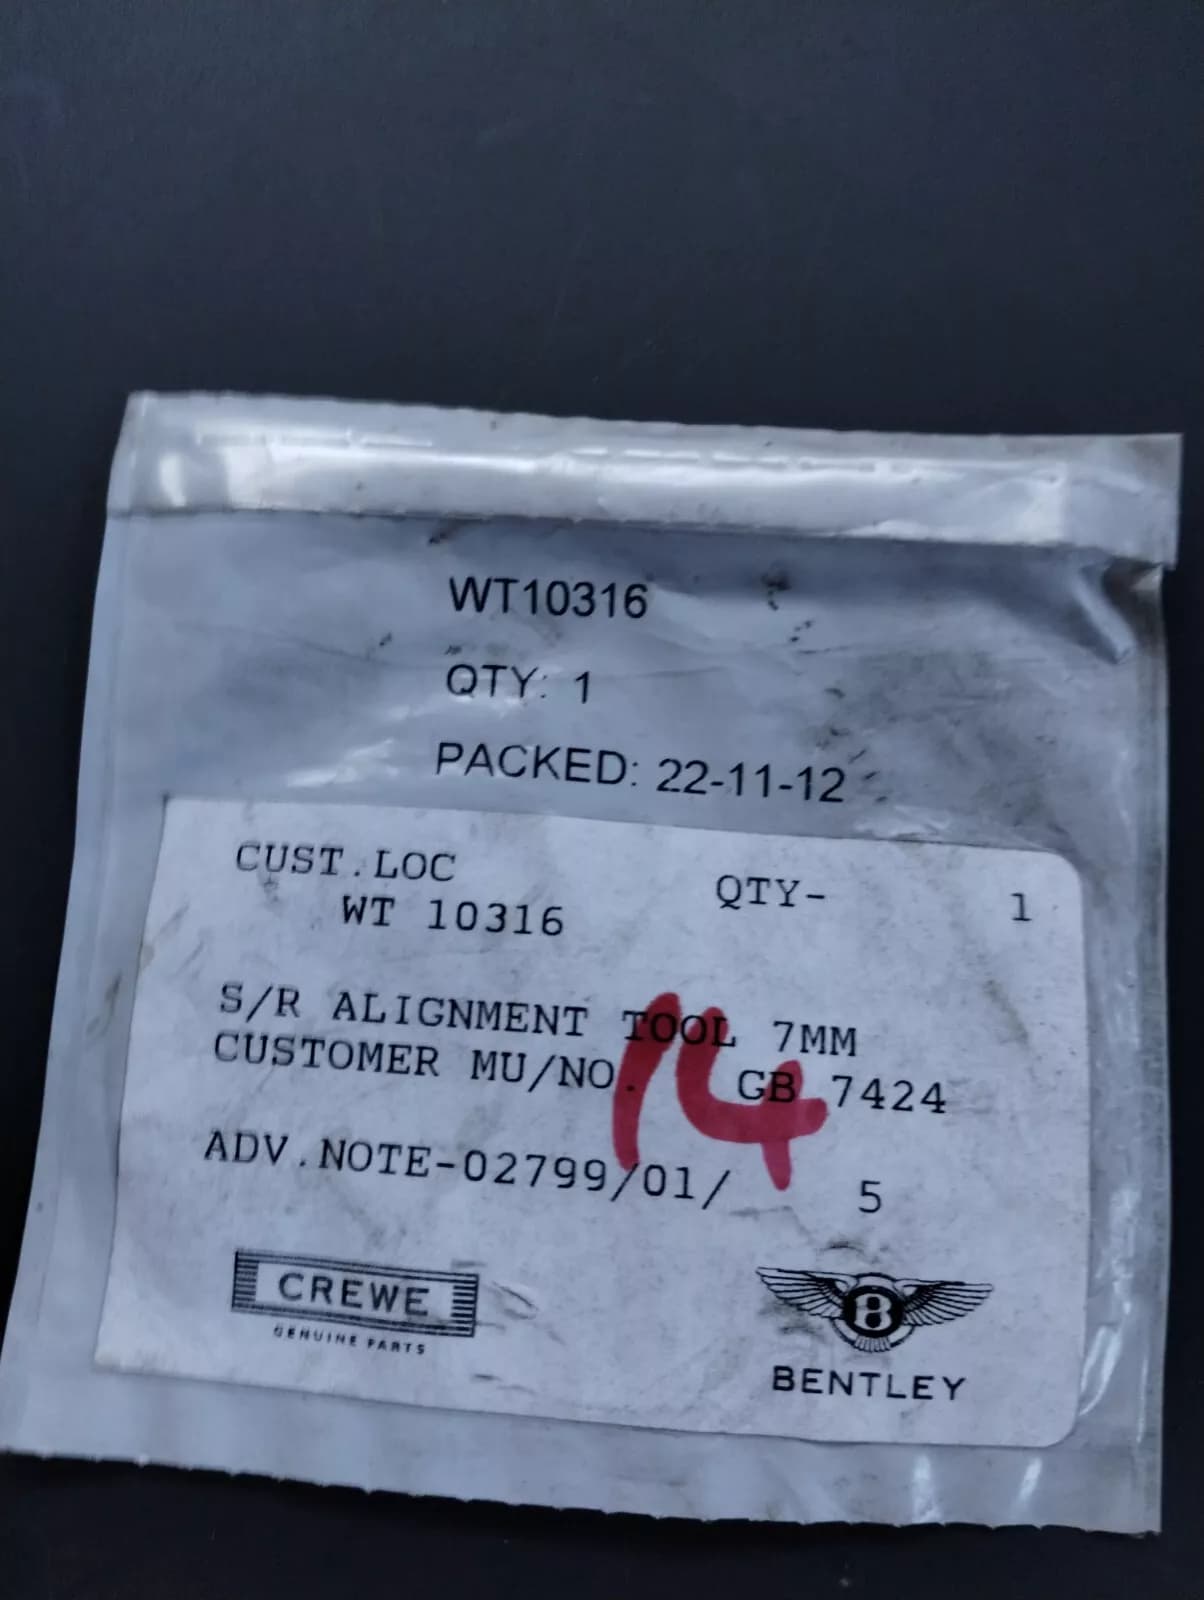 WT10316
QTY: 1
PACKED: 22-11-12
CUST.LOC QTY- 1
WT 10316
S/R ALIGNMENT TOOL 7MM
CUSTOMER MU/NO. GB 7424
14
ADV.NOTE-02799/01/ 5
CREWE
GENUINE PARTS
B
BENTLEY